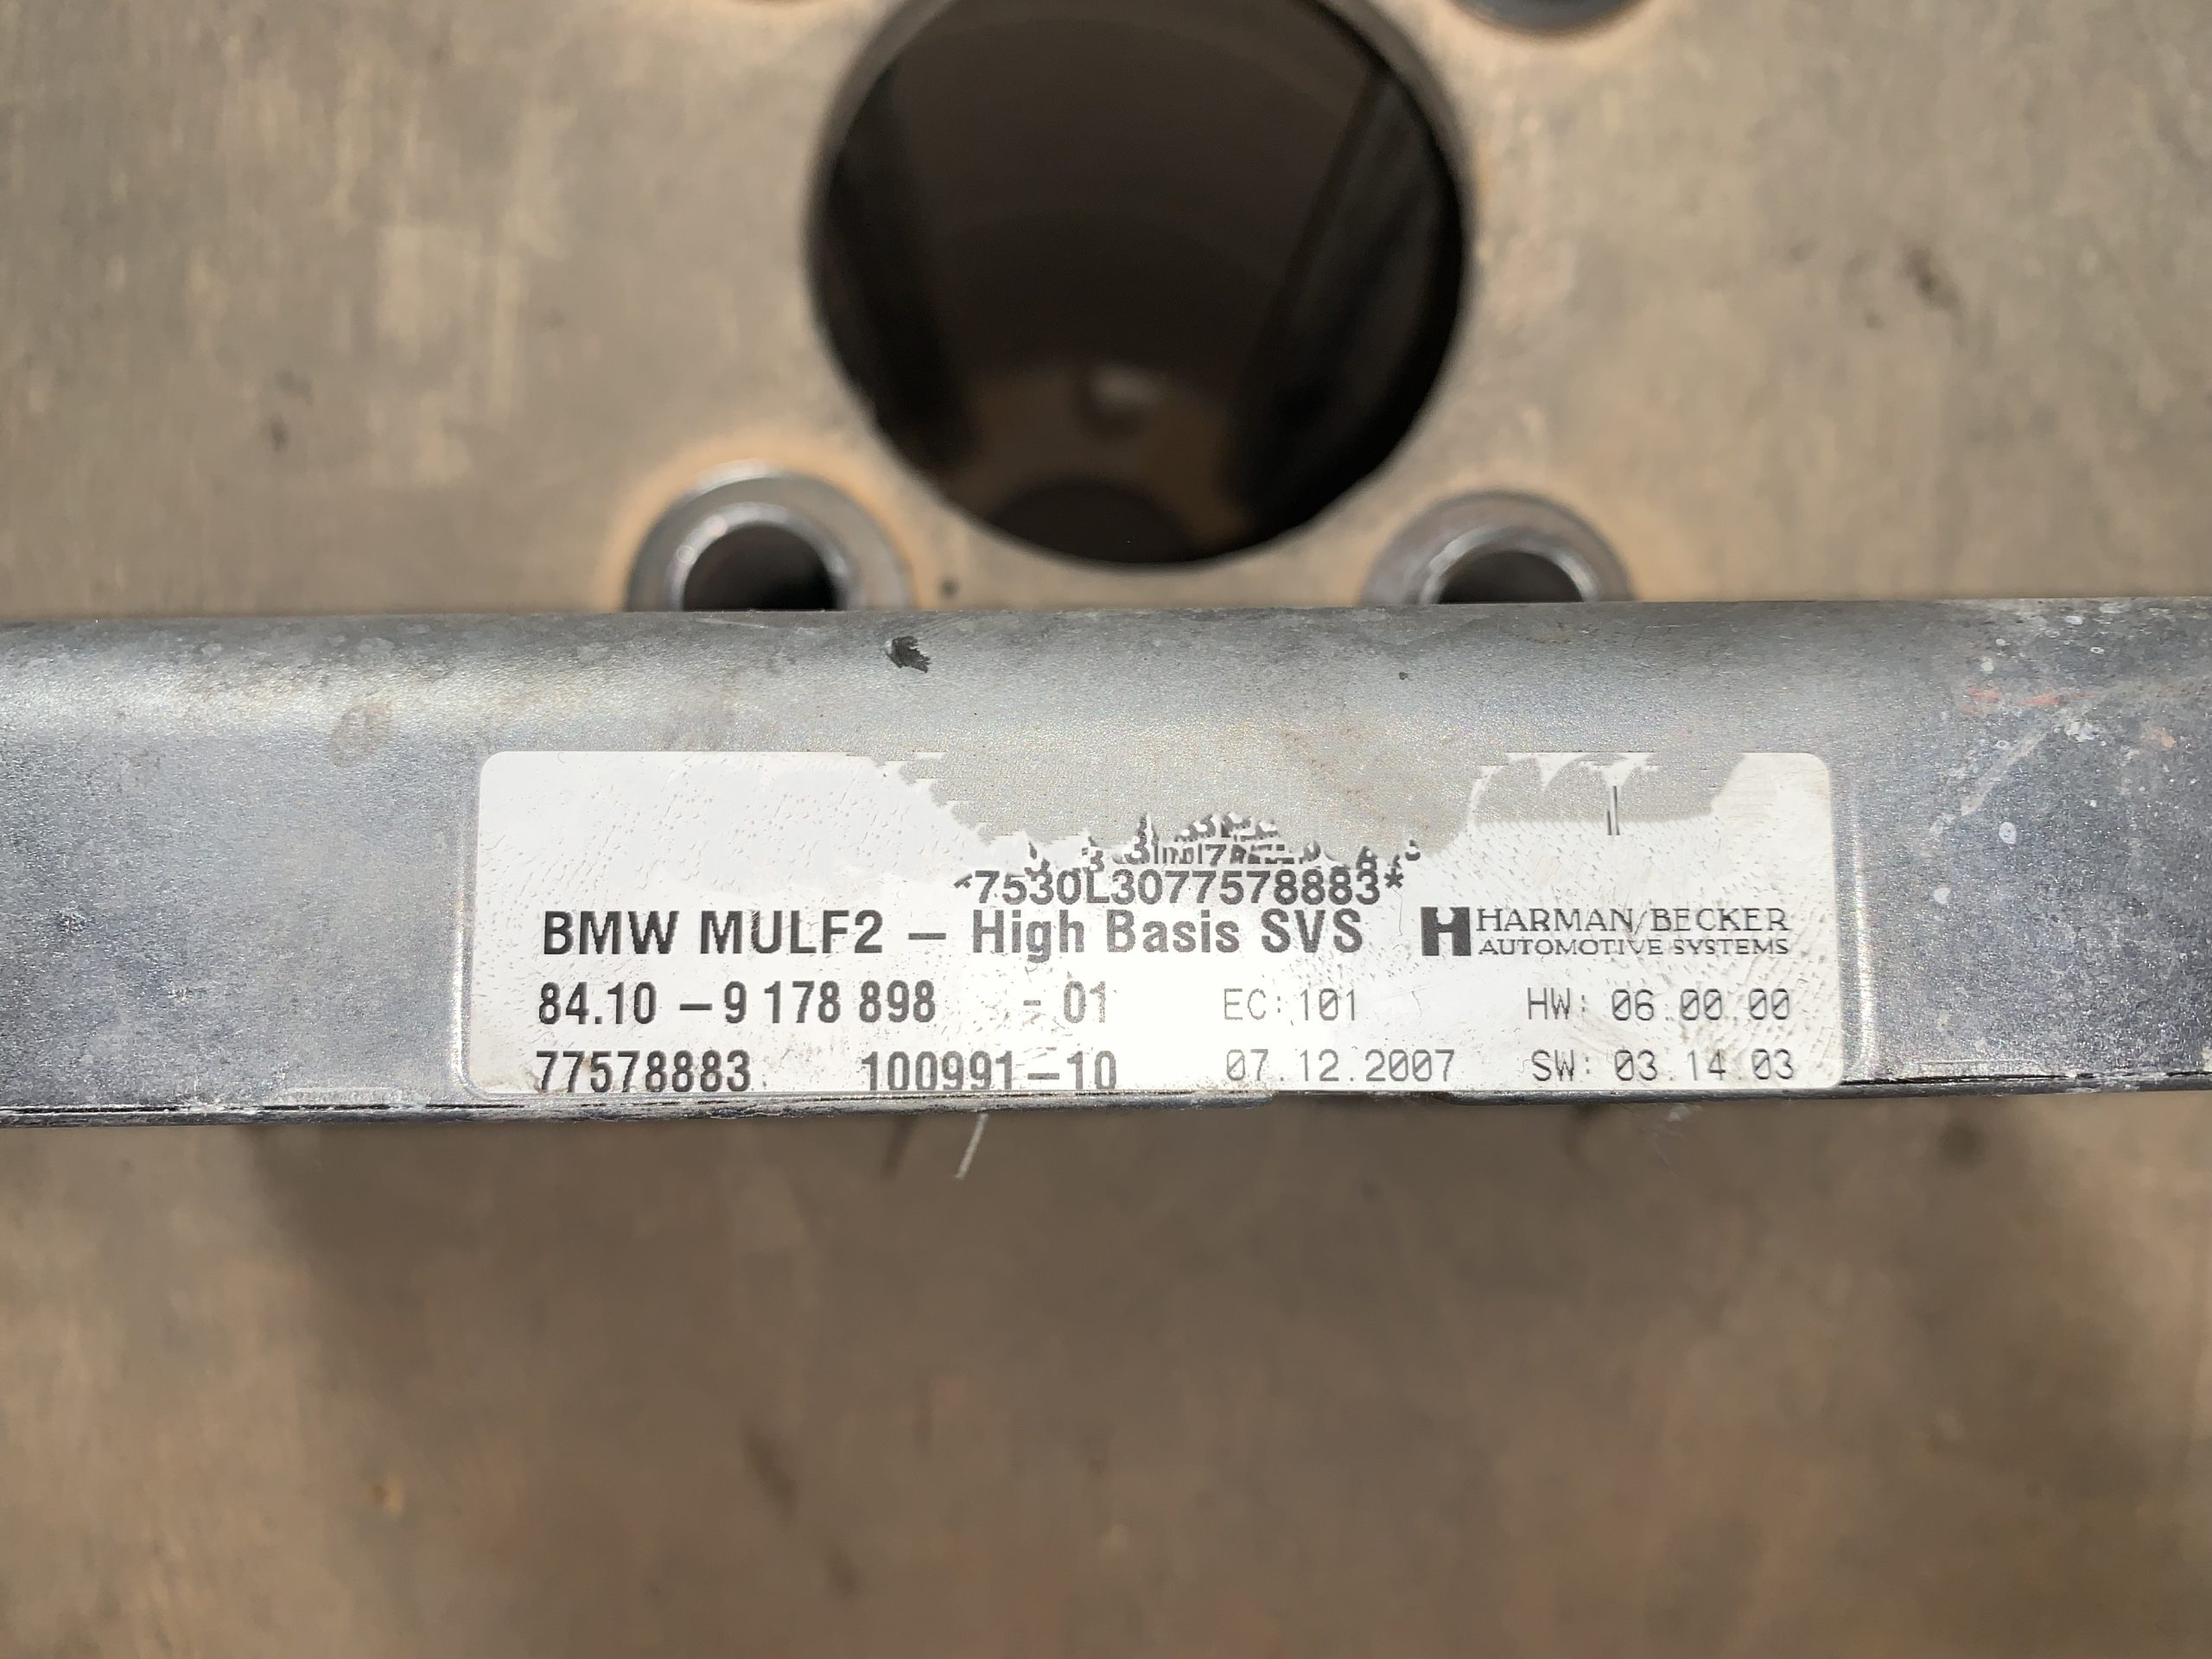 *7530L3077578883*
BMW MULF2 – High Basis SVS
HARMAN/BECKER
AUTOMOTIVE SYSTEMS
84.10 – 9 178 898 - 01 EC: 101 HW: 06.00.00
77578883 100991–10 07.12.2007 SW: 03.14.03